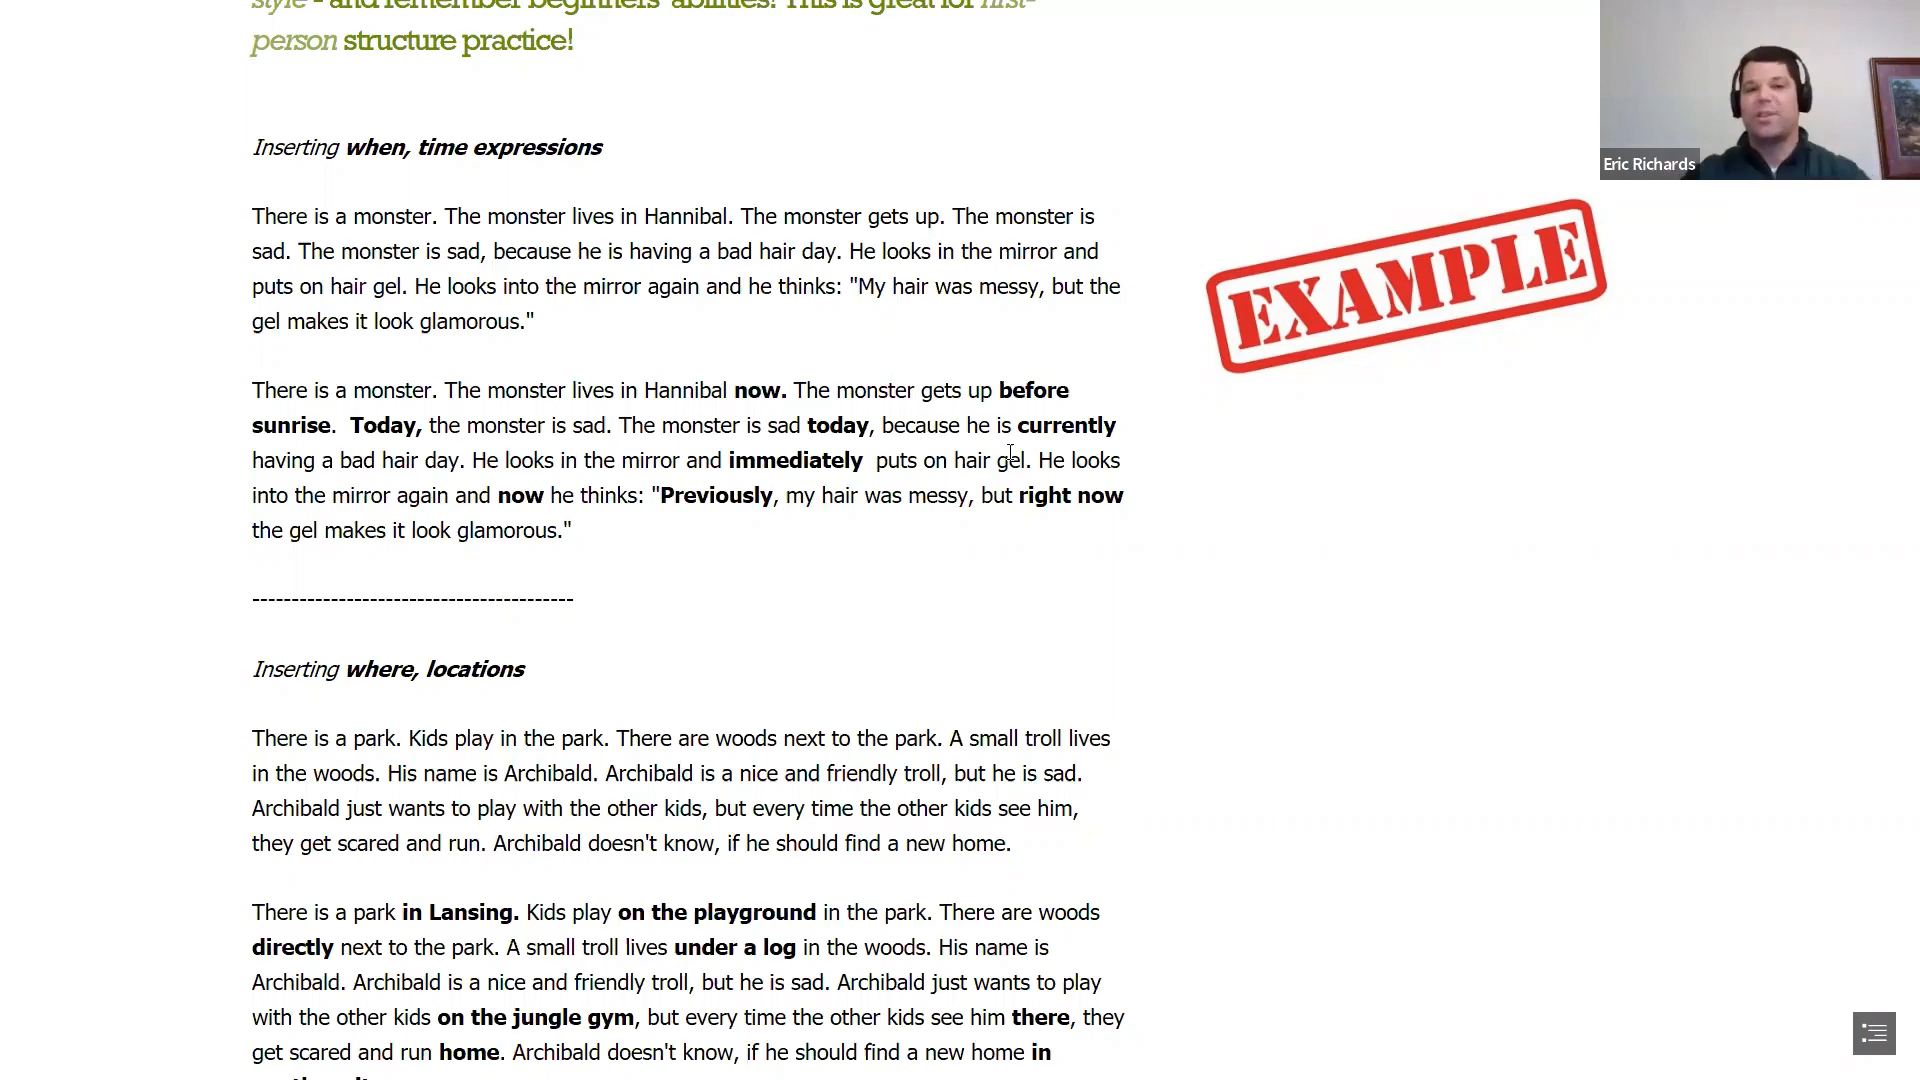 style - and remember beginners' abilities! This is great for first-
person structure practice!
Eric Richards
Inserting when, time expressions
There is a monster. The monster lives in Hannibal. The monster gets up. The monster is
sad. The monster is sad, because he is having a bad hair day. He looks in the mirror and
puts on hair gel. He looks into the mirror again and he thinks: "My hair was messy, but the
gel makes it look glamorous."
EXAMPLE
There is a monster. The monster lives in Hannibal now. The monster gets up before
sunrise. Today, the monster is sad. The monster is sad today, because he is currently
having a bad hair day. He looks in the mirror and immediately puts on hair gel. He looks
into the mirror again and now he thinks: "Previously, my hair was messy, but right now
the gel makes it look glamorous."
-----------------------------------------
Inserting where, locations
There is a park. Kids play in the park. There are woods next to the park. A small troll lives
in the woods. His name is Archibald. Archibald is a nice and friendly troll, but he is sad.
Archibald just wants to play with the other kids, but every time the other kids see him,
they get scared and run. Archibald doesn't know, if he should find a new home.
There is a park in Lansing. Kids play on the playground in the park. There are woods
directly next to the park. A small troll lives under a log in the woods. His name is
Archibald. Archibald is a nice and friendly troll, but he is sad. Archibald just wants to play
with the other kids on the jungle gym, but every time the other kids see him there, they
get scared and run home. Archibald doesn't know, if he should find a new home in